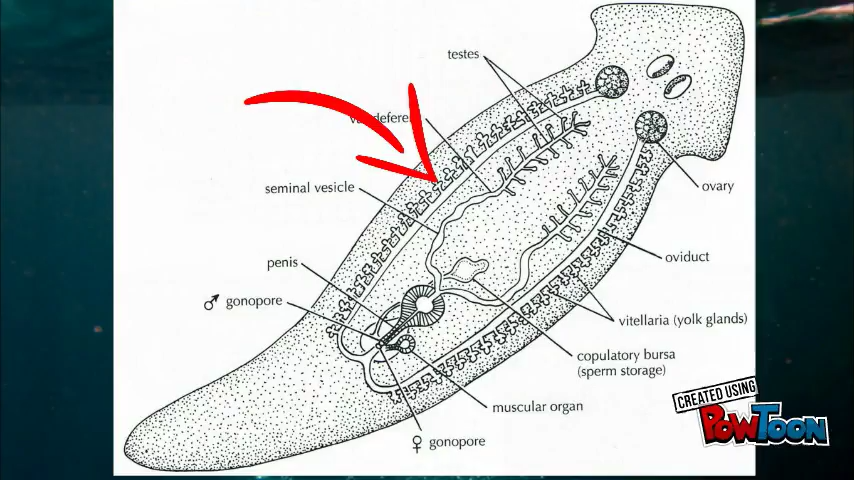 testes
vas defere
seminal vesicle
ovary
penis
oviduct
♂ gonopore
vitellaria (yolk glands)
copulatory bursa
(sperm storage)
muscular organ
♀ gonopore
CREATED USING
POWTOON